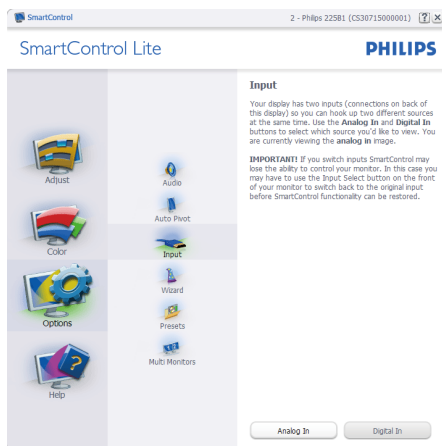 SmartControl
2 - Philips 225B1 (CS30715000001)
SmartControl Lite
PHILIPS
Adjust
Color
Options
Help
Audio
Auto Pivot
Input
Wizard
Presets
Multi Monitors
Input
Your display has two inputs (connections on back of
this display) so you can hook up two different sources
at the same time. Use the Analog In and Digital In
buttons to select which source you'd like to view. You
are currently viewing the analog in image.
IMPORTANT! If you switch inputs SmartControl may
lose the ability to control your monitor. In this case you
may have to use the Input Select button on the front
of your monitor to switch back to the original input
before SmartControl functionality can be restored.
Analog In
Digital In